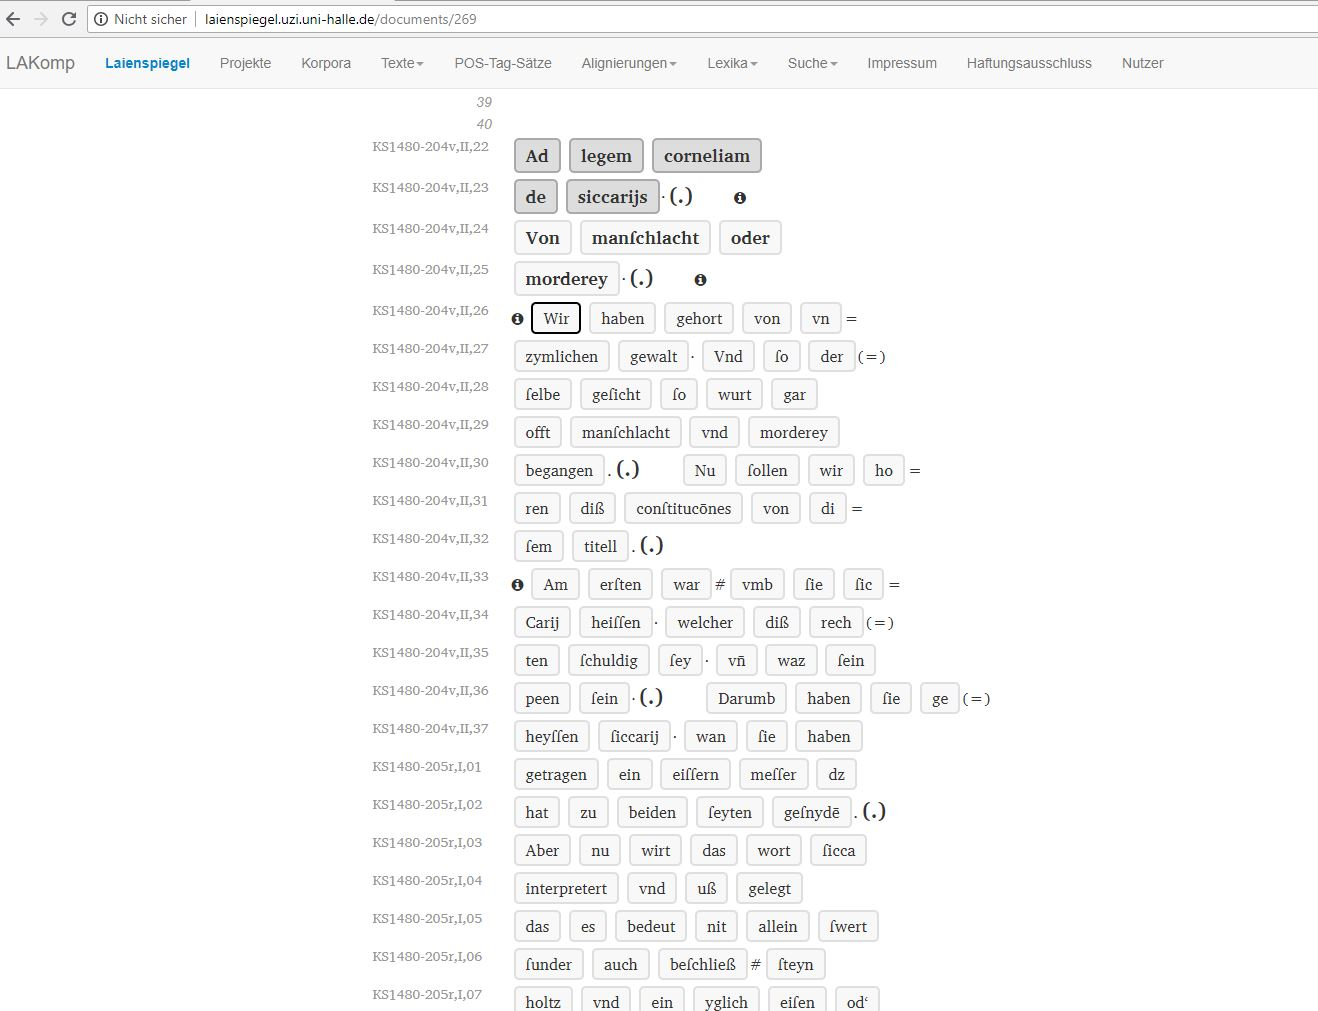 Nicht sicher | laienspiegel.uzi.uni-halle.de/documents/269
LAKomp Laienspiegel Projekte Korpora Texte POS-Tag-Sätze Alignierungen Lexika Suche Impressum Haftungsausschluss Nutzer
39
40
KS1480-204v,II,22 Ad legem corneliam
KS1480-204v,II,23 de siccarijs · (.)
KS1480-204v,II,24 Von manſchlacht oder
KS1480-204v,II,25 morderey · (.)
KS1480-204v,II,26 Wir haben gehort von vn =
KS1480-204v,II,27 zymlichen gewalt · Vnd ſo der (=)
KS1480-204v,II,28 ſelbe geſicht ſo wurt gar
KS1480-204v,II,29 offt manſchlacht vnd morderey
KS1480-204v,II,30 begangen . (.) Nu ſollen wir ho =
KS1480-204v,II,31 ren diß conſtitucōnes von di =
KS1480-204v,II,32 ſem titell . (.)
KS1480-204v,II,33 Am erſten war # vmb ſie ſic =
KS1480-204v,II,34 Carij heiſſen · welcher diß rech (=)
KS1480-204v,II,35 ten ſchuldig ſey · vn̄ waz ſein
KS1480-204v,II,36 peen ſein · (.) Darumb haben ſie ge (=)
KS1480-204v,II,37 heyſſen ſiccarij · wan ſie haben
KS1480-205r,I,01 getragen ein eiſſern meſſer dz
KS1480-205r,I,02 hat zu beiden ſeyten geſnydē . (.)
KS1480-205r,I,03 Aber nu wirt das wort ſicca
KS1480-205r,I,04 interpretert vnd uß gelegt
KS1480-205r,I,05 das es bedeut nit allein ſwert
KS1480-205r,I,06 ſunder auch beſchließ # ſteyn
KS1480-205r,I,07 holtz vnd ein yglich eiſen od‘